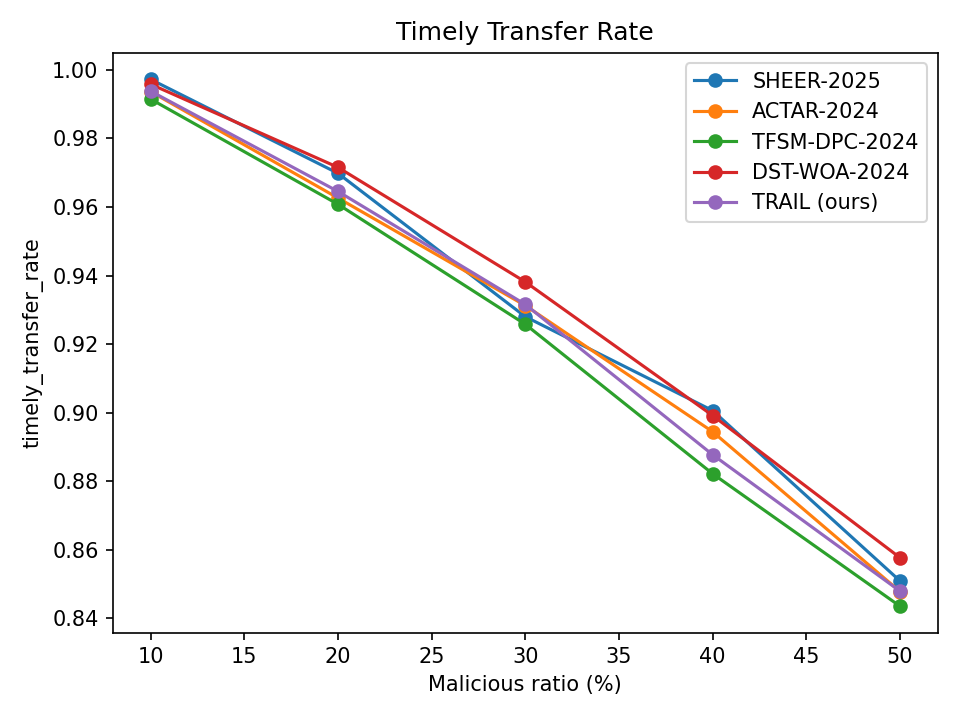 Timely Transfer Rate
SHEER-2025
ACTAR-2024
TFSM-DPC-2024
DST-WOA-2024
TRAIL (ours)
timely_transfer_rate
1.00
0.98
0.96
0.94
0.92
0.90
0.88
0.86
0.84
10 15 20 25 30 35 40 45 50
Malicious ratio (%)